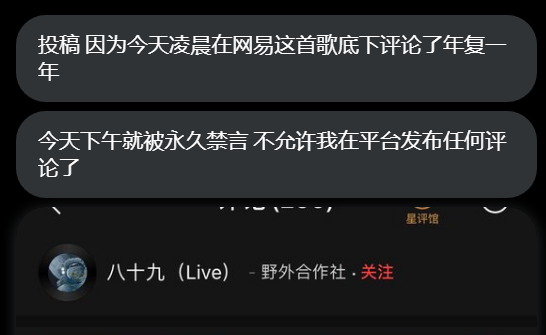 投稿 因为今天凌晨在网易这首歌底下评论了年复一
年
今天下午就被永久禁言 不允许我在平台发布任何评
论了
星评馆
八十九（Live） - 野外合作社 · 关注